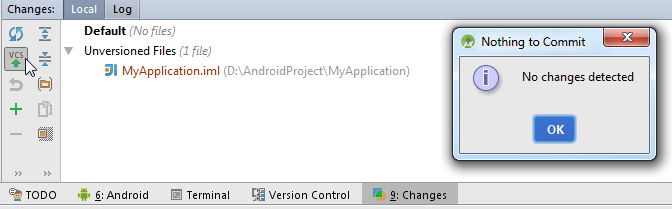 Changes: Local Log
Default (No files)
Unversioned Files (1 file)
MyApplication.iml (D:\AndroidProject\MyApplication)
VCS
Nothing to Commit
No changes detected
OK
TODO 6: Android Terminal Version Control 9: Changes